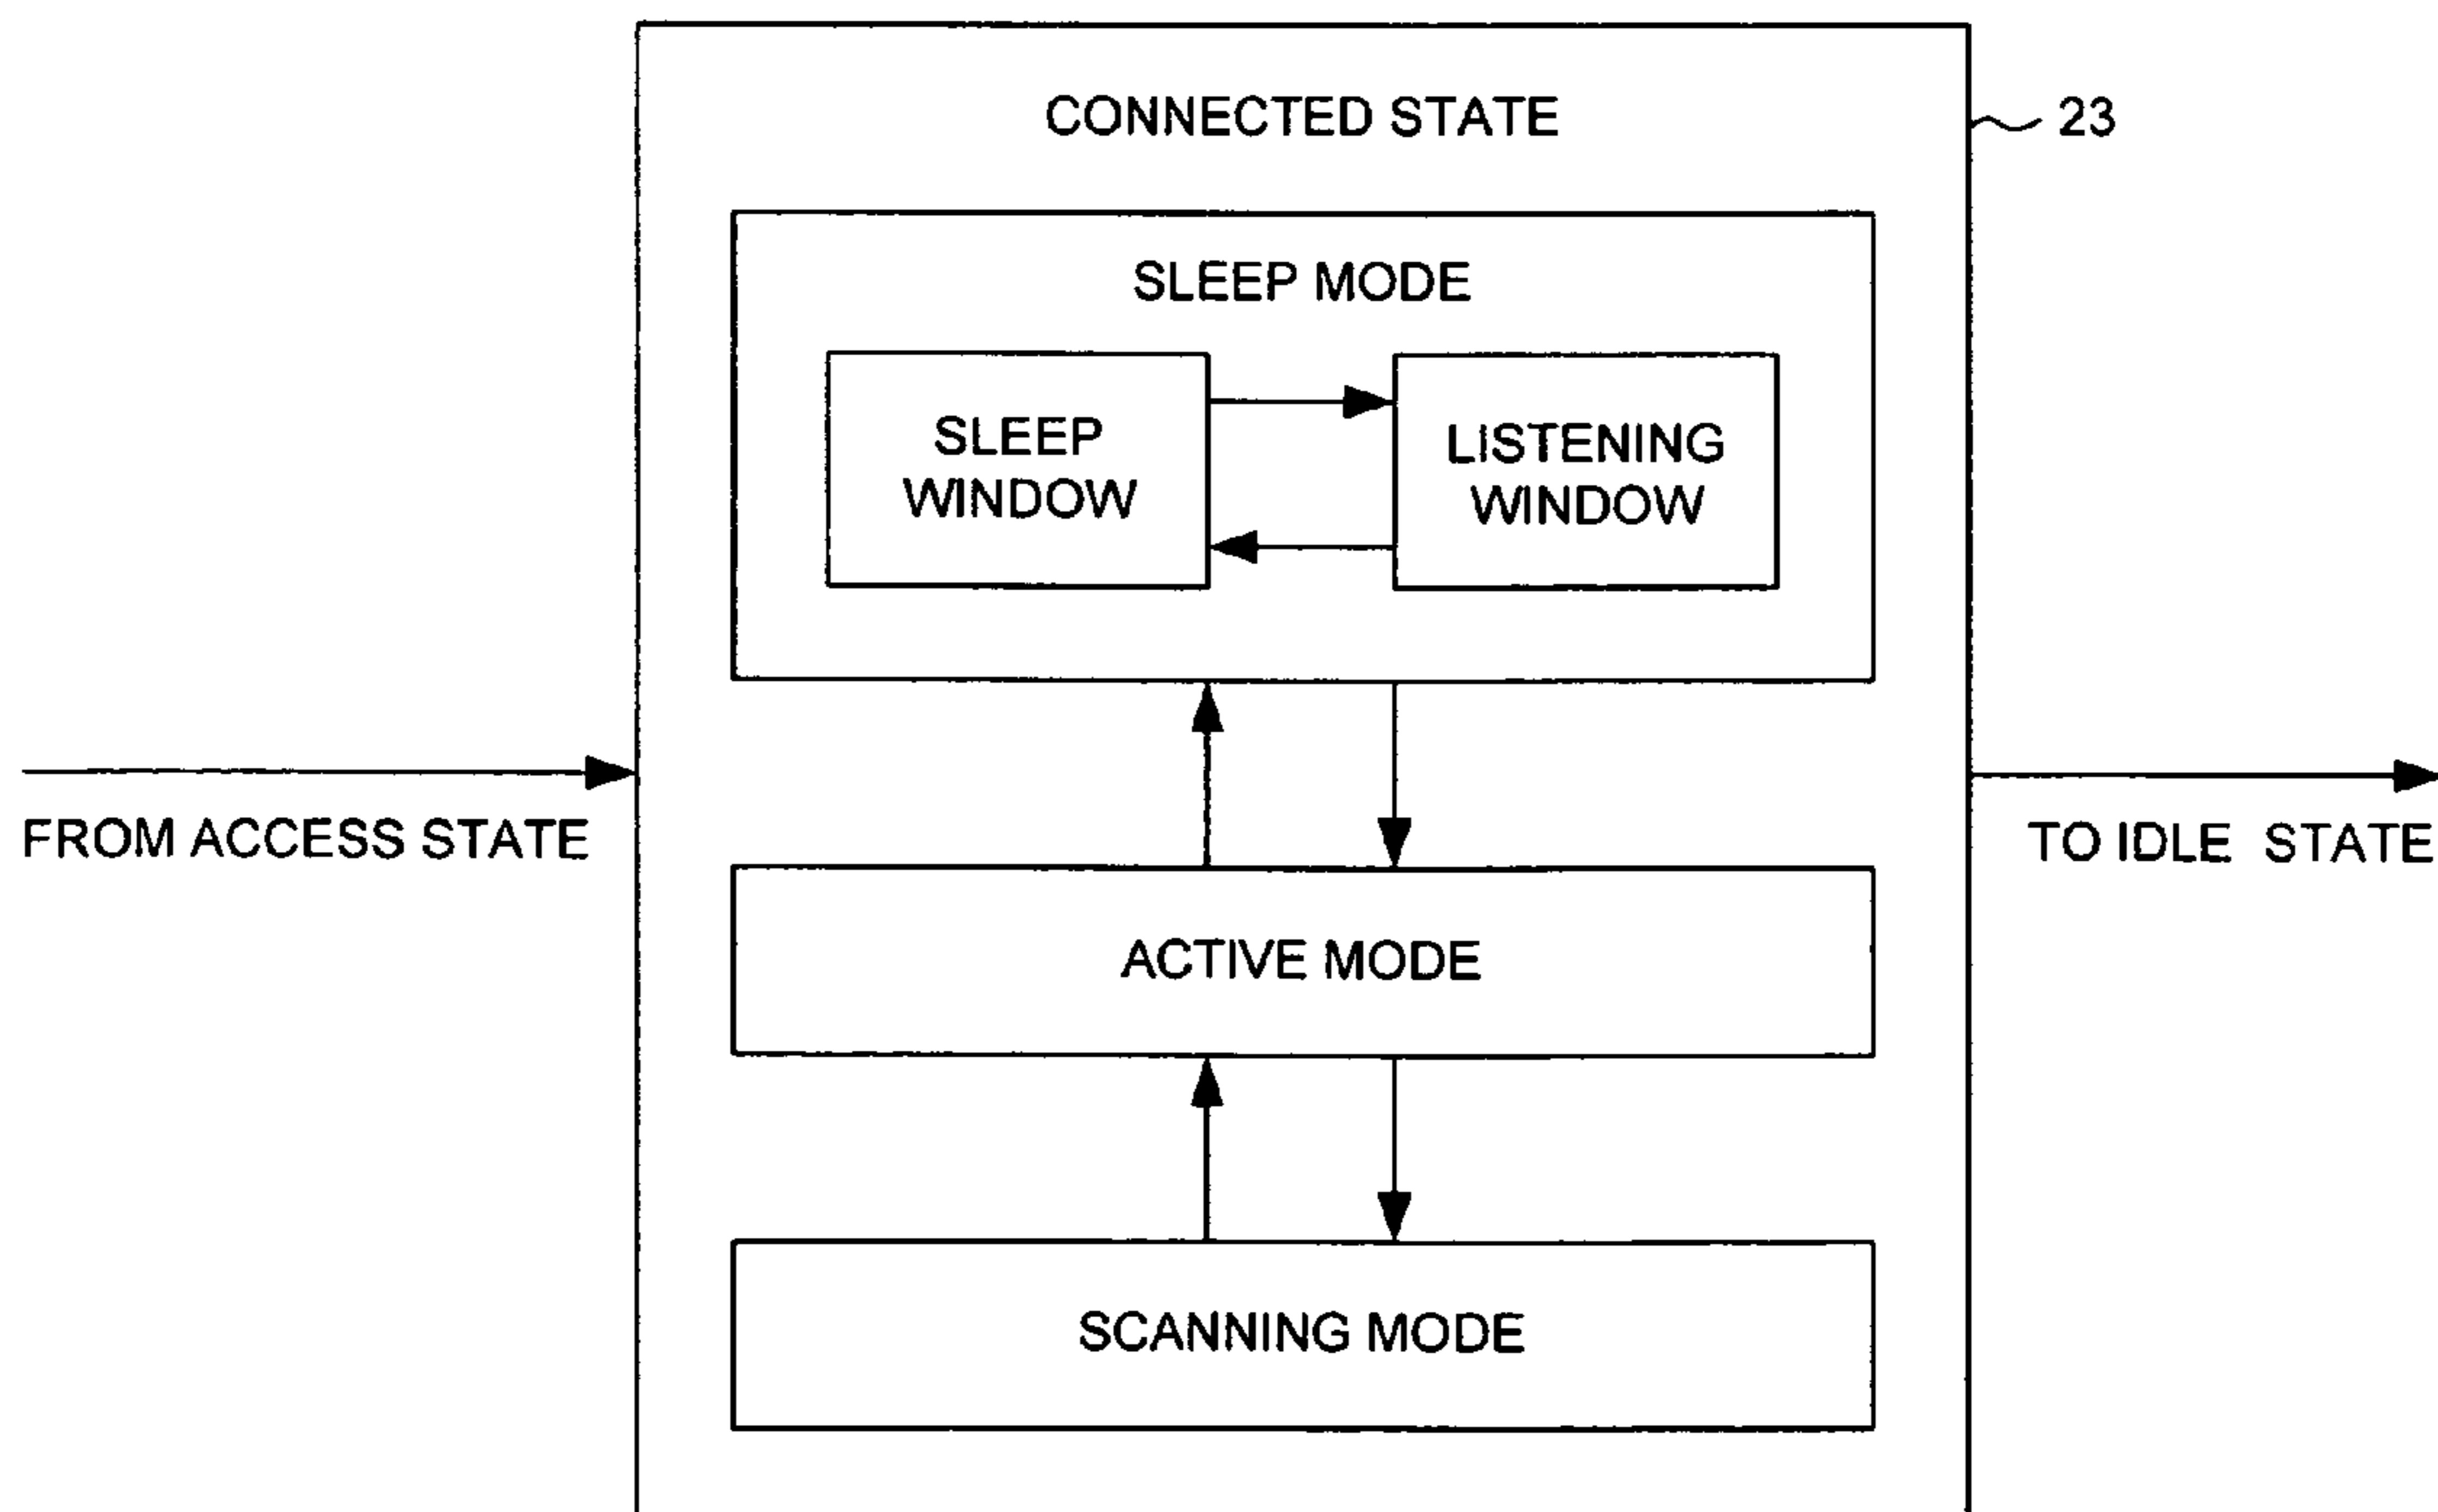 CONNECTED STATE
23
SLEEP MODE
SLEEP
WINDOW
LISTENING
WINDOW
FROM ACCESS STATE
TO IDLE STATE
ACTIVE MODE
SCANNING MODE